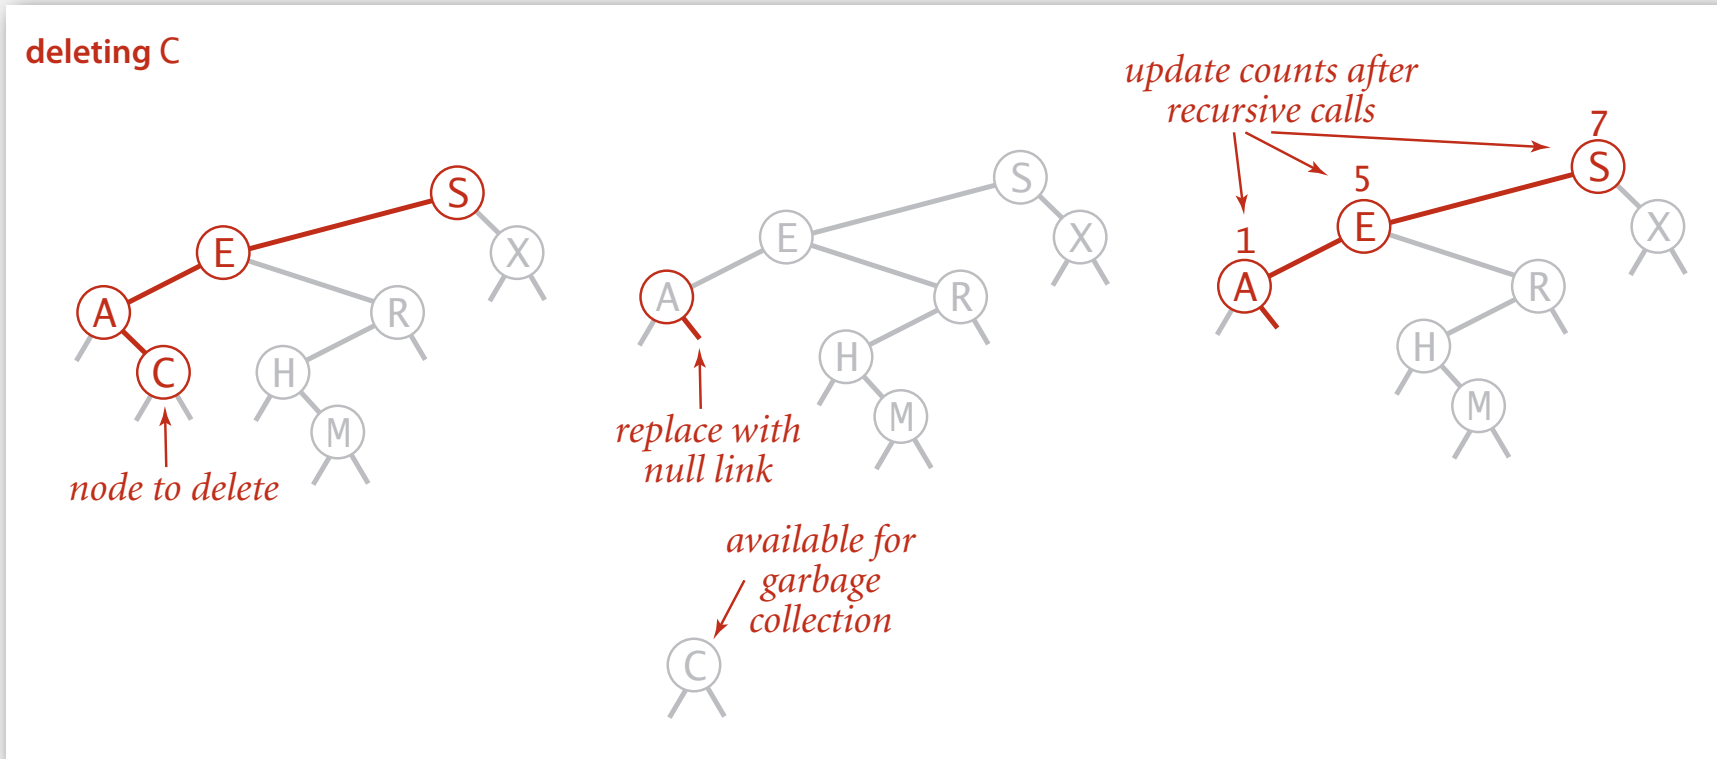 deleting C
S
E
X
A
R
C
H
M
node to delete
S
E
X
A
R
H
M
replace with
null link
available for
garbage
collection
C
update counts after
recursive calls
7
S
5
E
X
1
A
R
H
M